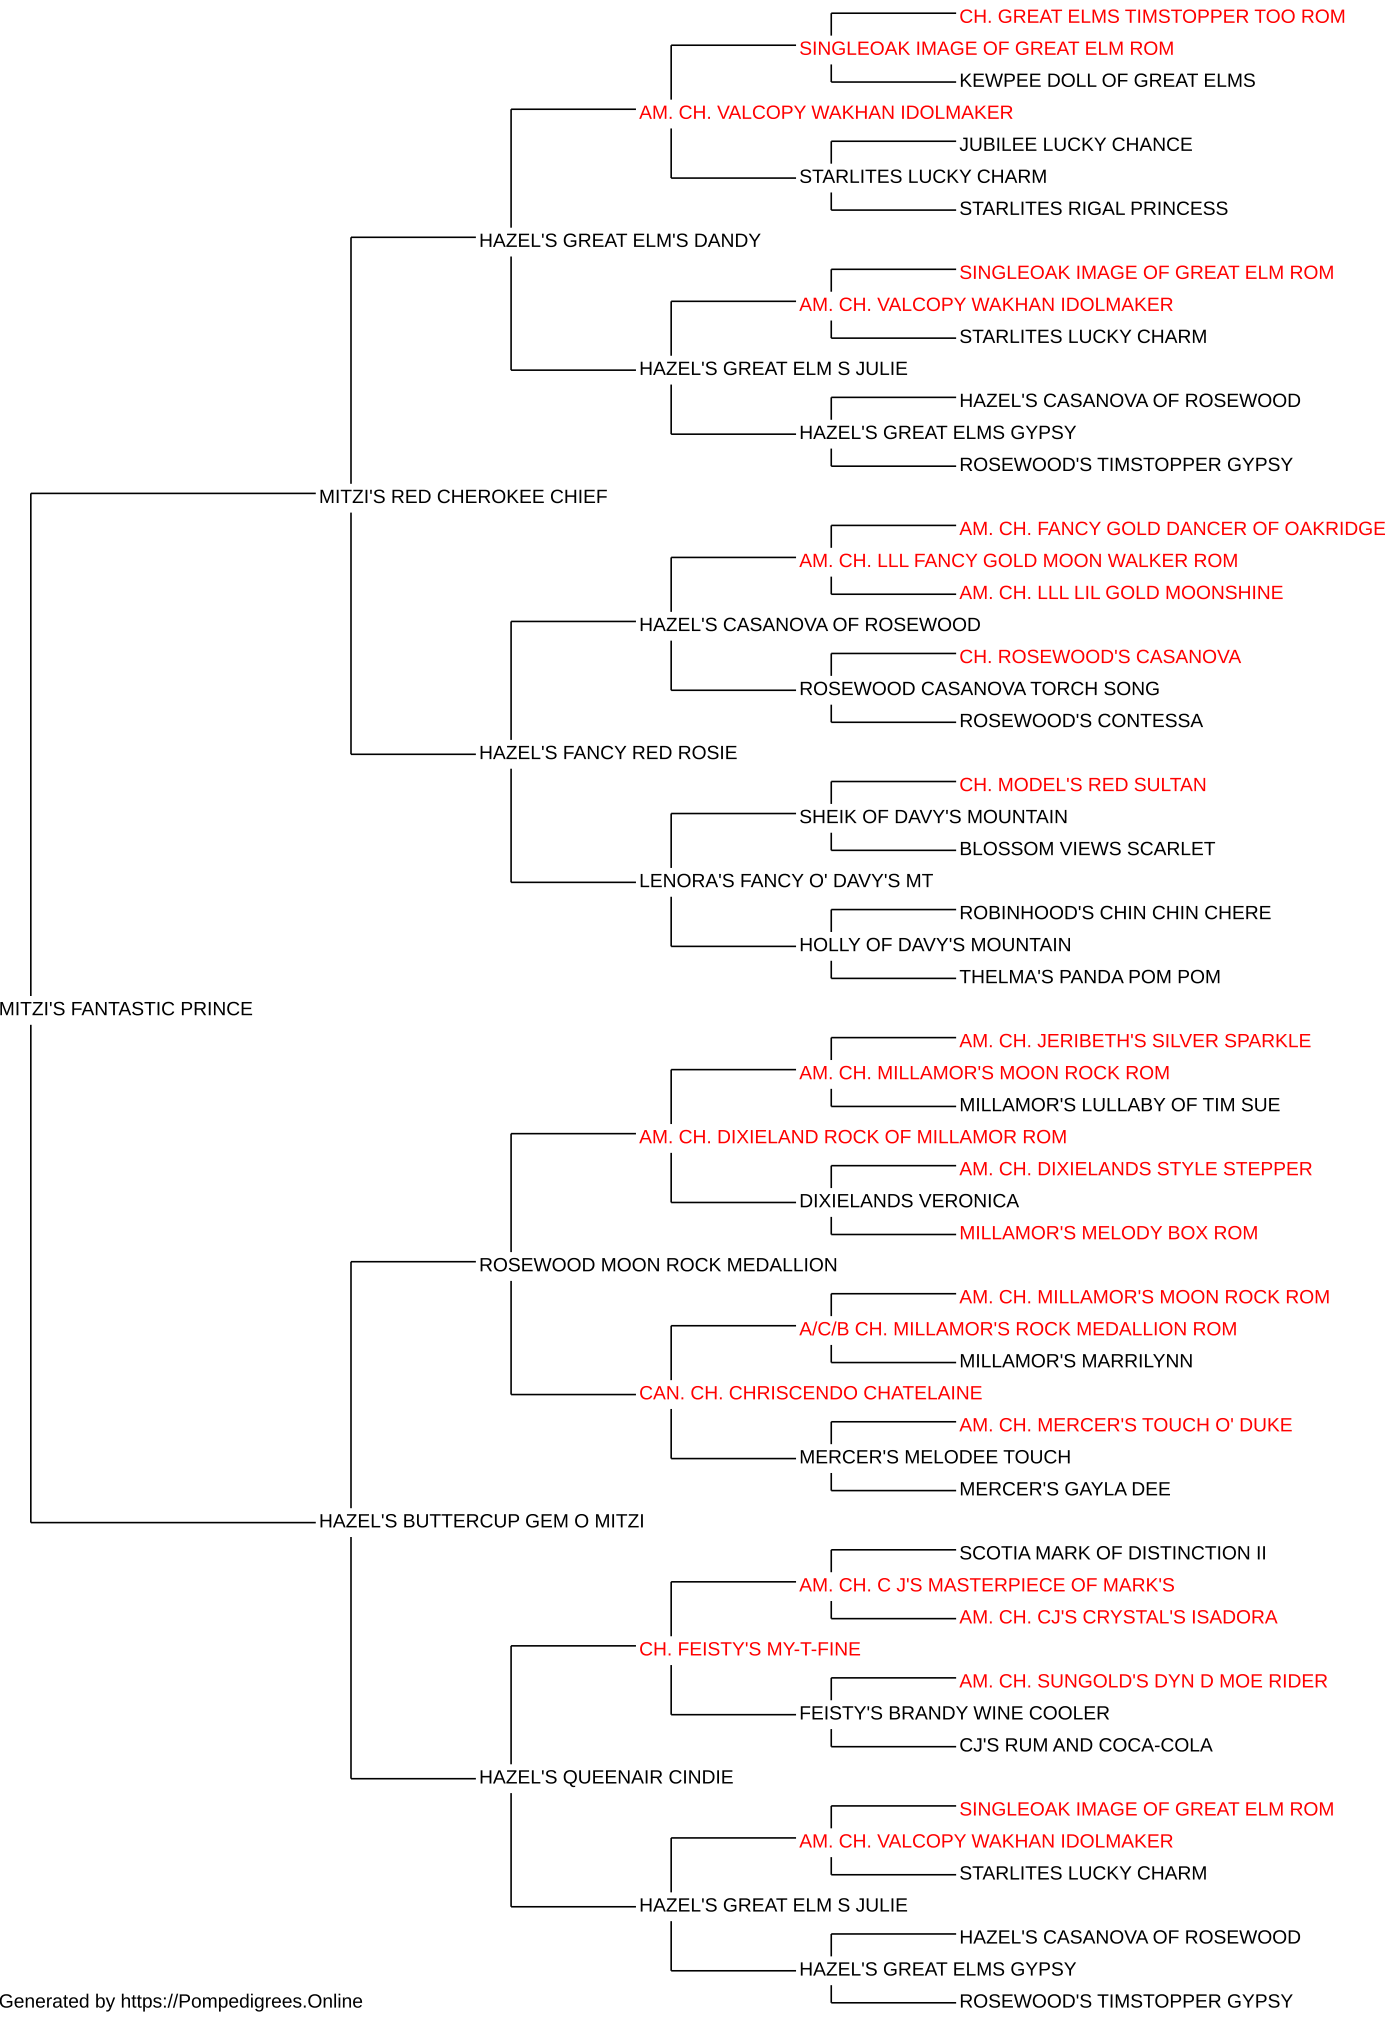 CH. GREAT ELMS TIMSTOPPER TOO ROM
SINGLEOAK IMAGE OF GREAT ELM ROM
KEWPEE DOLL OF GREAT ELMS
AM. CH. VALCOPY WAKHAN IDOLMAKER
JUBILEE LUCKY CHANCE
STARLITES LUCKY CHARM
STARLITES RIGAL PRINCESS
HAZEL'S GREAT ELM'S DANDY
SINGLEOAK IMAGE OF GREAT ELM ROM
AM. CH. VALCOPY WAKHAN IDOLMAKER
STARLITES LUCKY CHARM
HAZEL'S GREAT ELM S JULIE
HAZEL'S CASANOVA OF ROSEWOOD
HAZEL'S GREAT ELMS GYPSY
ROSEWOOD'S TIMSTOPPER GYPSY
MITZI'S RED CHEROKEE CHIEF
AM. CH. FANCY GOLD DANCER OF OAKRIDGE
AM. CH. LLL FANCY GOLD MOON WALKER ROM
AM. CH. LLL LIL GOLD MOONSHINE
HAZEL'S CASANOVA OF ROSEWOOD
CH. ROSEWOOD'S CASANOVA
ROSEWOOD CASANOVA TORCH SONG
ROSEWOOD'S CONTESSA
HAZEL'S FANCY RED ROSIE
CH. MODEL'S RED SULTAN
SHEIK OF DAVY'S MOUNTAIN
BLOSSOM VIEWS SCARLET
LENORA'S FANCY O' DAVY'S MT
ROBINHOOD'S CHIN CHIN CHERE
HOLLY OF DAVY'S MOUNTAIN
THELMA'S PANDA POM POM
MITZI'S FANTASTIC PRINCE
AM. CH. JERIBETH'S SILVER SPARKLE
AM. CH. MILLAMOR'S MOON ROCK ROM
MILLAMOR'S LULLABY OF TIM SUE
AM. CH. DIXIELAND ROCK OF MILLAMOR ROM
AM. CH. DIXIELANDS STYLE STEPPER
DIXIELANDS VERONICA
MILLAMOR'S MELODY BOX ROM
ROSEWOOD MOON ROCK MEDALLION
AM. CH. MILLAMOR'S MOON ROCK ROM
A/C/B CH. MILLAMOR'S ROCK MEDALLION ROM
MILLAMOR'S MARRILYNN
CAN. CH. CHRISCENDO CHATELAINE
AM. CH. MERCER'S TOUCH O' DUKE
MERCER'S MELODEE TOUCH
MERCER'S GAYLA DEE
HAZEL'S BUTTERCUP GEM O MITZI
SCOTIA MARK OF DISTINCTION II
AM. CH. C J'S MASTERPIECE OF MARK'S
AM. CH. CJ'S CRYSTAL'S ISADORA
CH. FEISTY'S MY-T-FINE
AM. CH. SUNGOLD'S DYN D MOE RIDER
FEISTY'S BRANDY WINE COOLER
CJ'S RUM AND COCA-COLA
HAZEL'S QUEENAIR CINDIE
SINGLEOAK IMAGE OF GREAT ELM ROM
AM. CH. VALCOPY WAKHAN IDOLMAKER
STARLITES LUCKY CHARM
HAZEL'S GREAT ELM S JULIE
HAZEL'S CASANOVA OF ROSEWOOD
HAZEL'S GREAT ELMS GYPSY
ROSEWOOD'S TIMSTOPPER GYPSY
Generated by https://Pompedigrees.Online